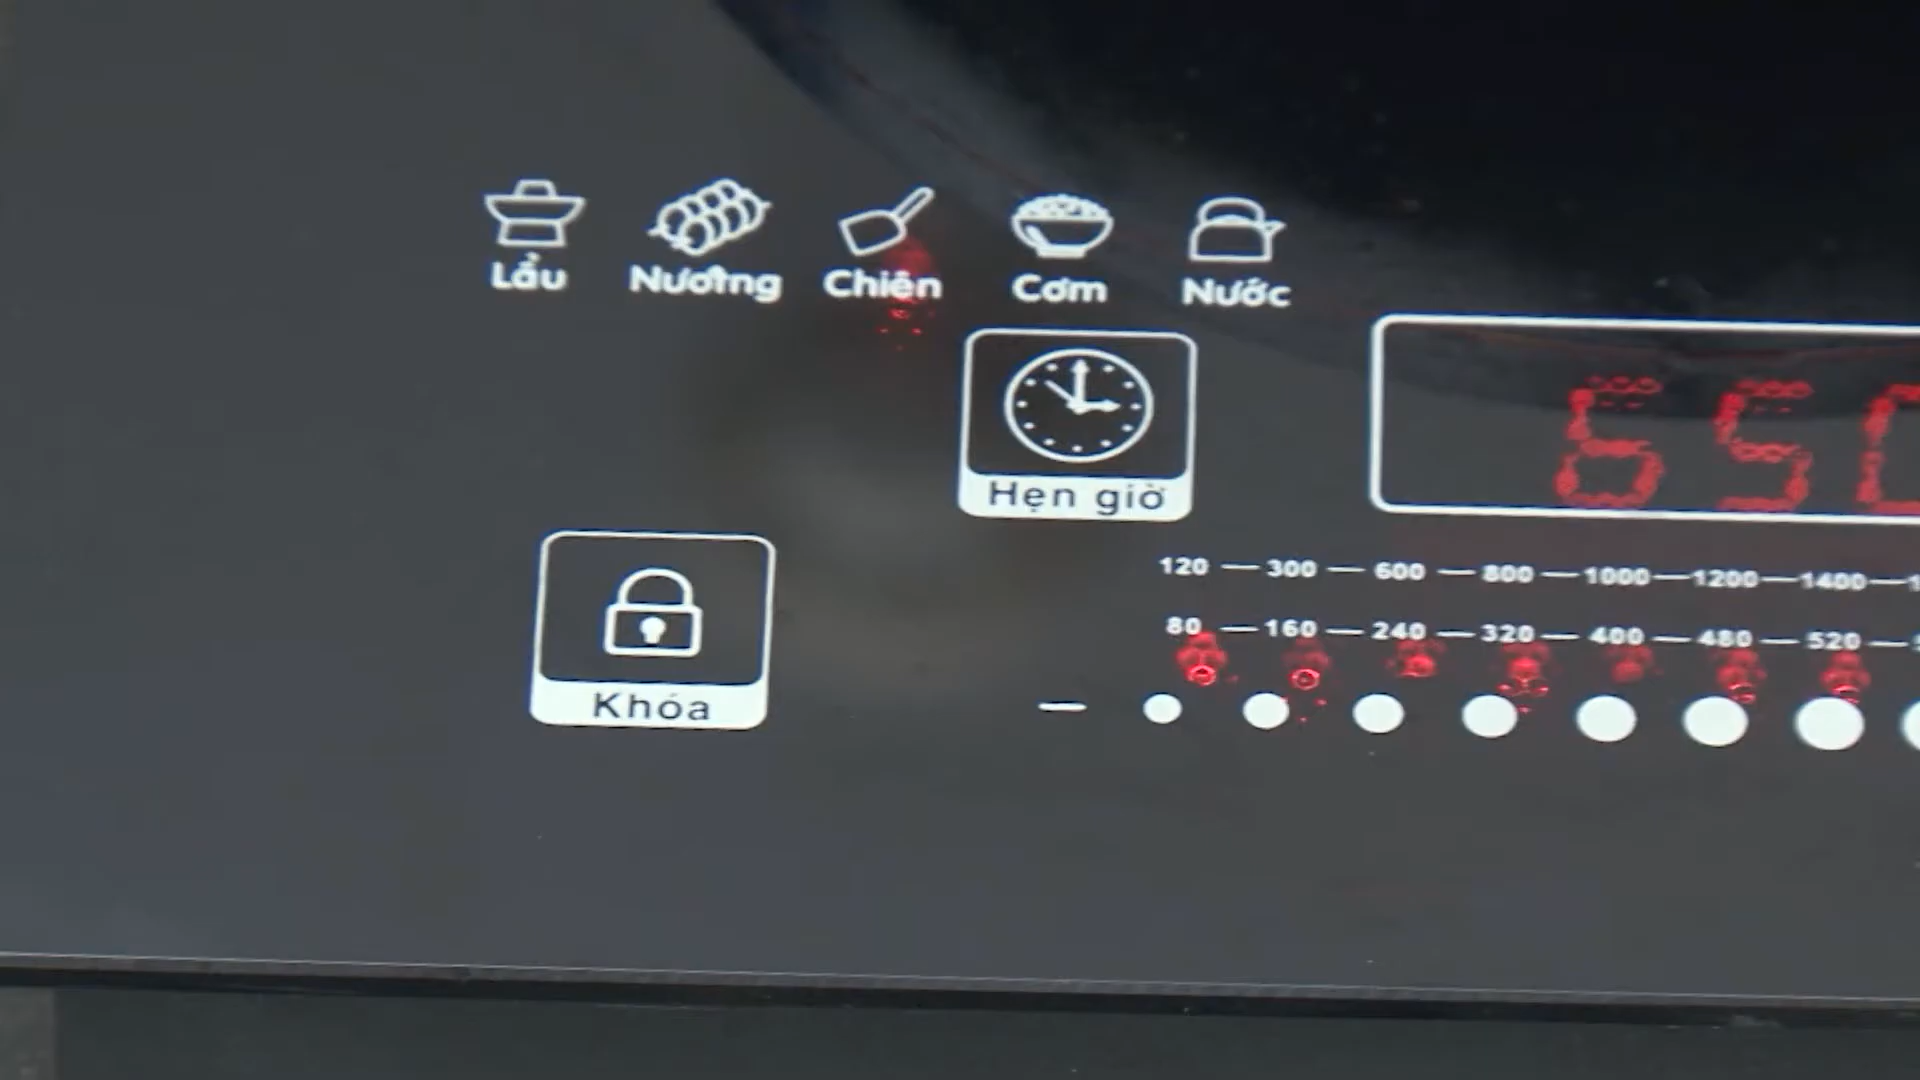 Lẩu Nướng Chiên Cơm Nước
Hẹn giờ
65
120 — 300 — 600 — 800 — 1000 — 1200 — 1400 —
80 — 160 — 240 — 320 — 400 — 480 — 520 —
Khóa